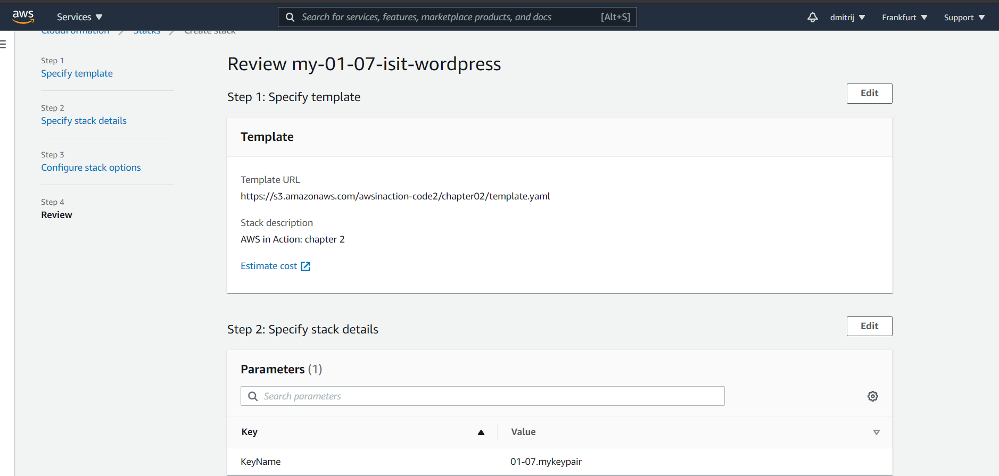 aws Services Search for services, features, marketplace products, and docs [Alt+S] dmitrij Frankfurt Support
CloudFormation Stacks Create stack
Step 1
Specify template
Step 2
Specify stack details
Step 3
Configure stack options
Step 4
Review
Review my-01-07-isit-wordpress
Step 1: Specify template
Edit
Template
Template URL
https://s3.amazonaws.com/awsinaction-code2/chapter02/template.yaml
Stack description
AWS in Action: chapter 2
Estimate cost
Step 2: Specify stack details
Edit
Parameters (1)
Search parameters
Key Value
KeyName 01-07.mykeypair